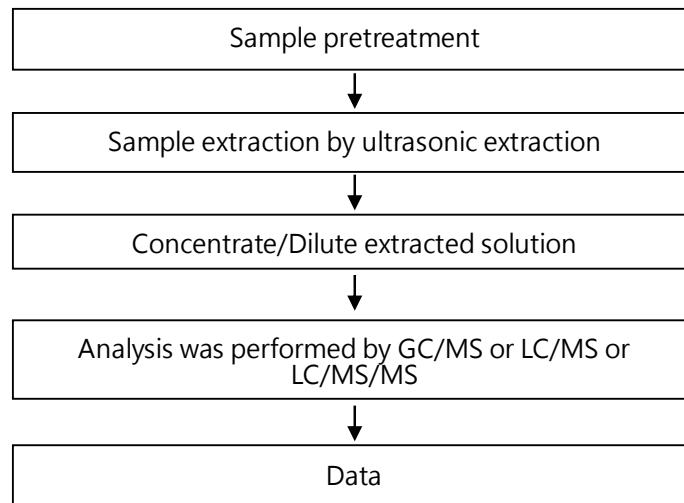 Sample pretreatment
Sample extraction by ultrasonic extraction
Concentrate/Dilute extracted solution
Analysis was performed by GC/MS or LC/MS or
LC/MS/MS
Data